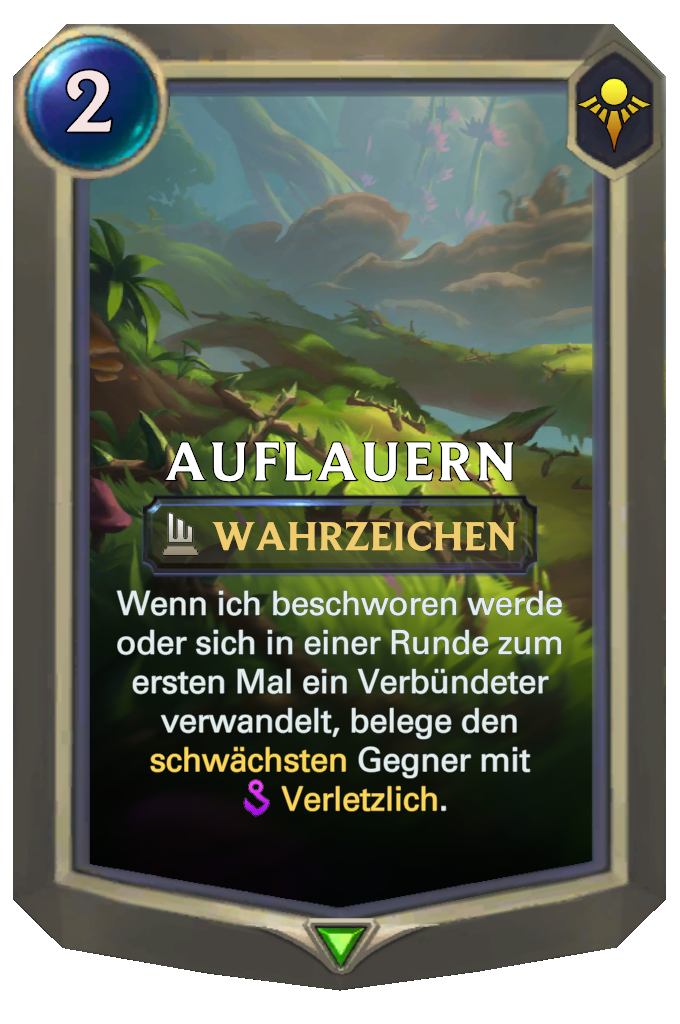 2
AUFLAUERN
WAHRZEICHEN
Wenn ich beschworen werde
oder sich in einer Runde zum
ersten Mal ein Verbündeter
verwandelt, belege den
schwächsten Gegner mit
Verletzlich.